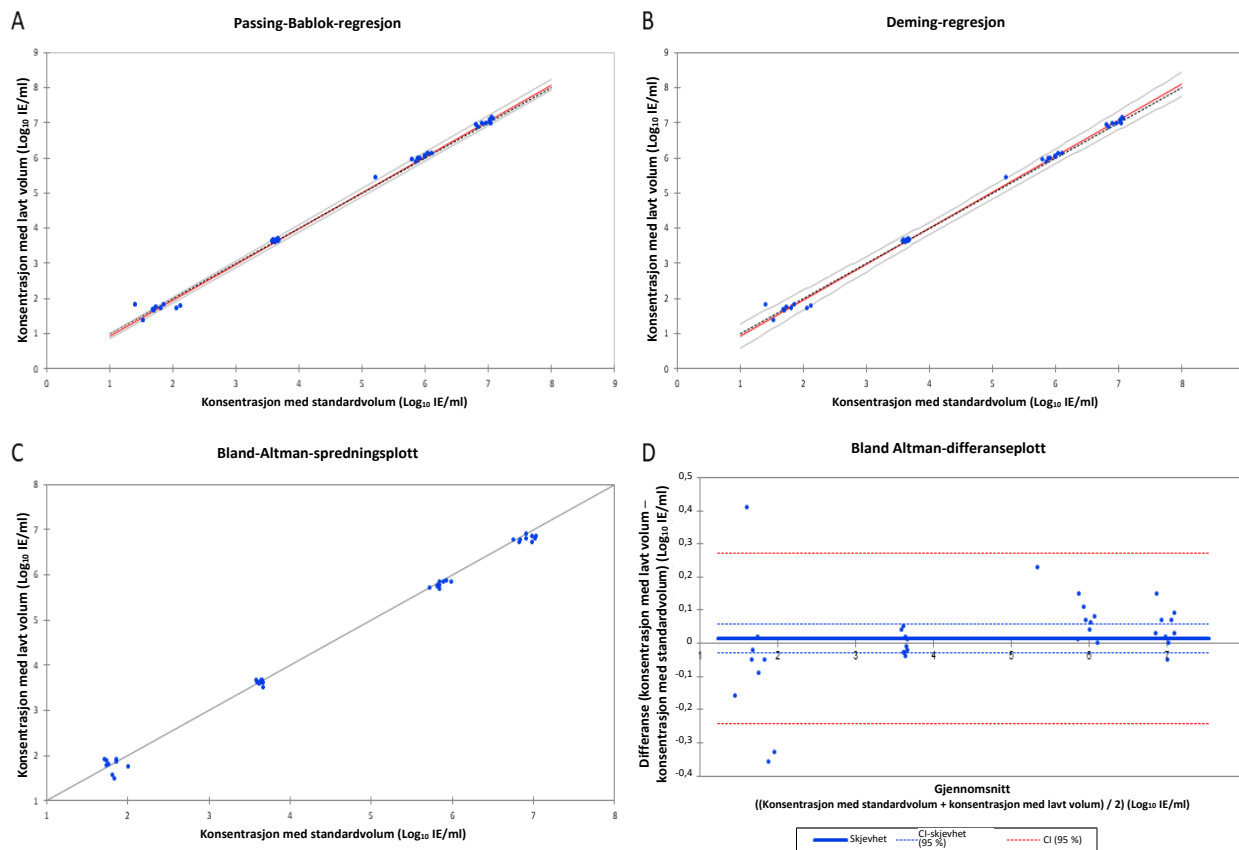 A
Passing-Bablok-regresjon
Konsentrasjon med lavt volum (Log₁₀ IE/ml)
9
8
7
6
5
4
3
2
1
0
0 1 2 3 4 5 6 7 8 9
Konsentrasjon med standardvolum (Log₁₀ IE/ml)
B
Deming-regresjon
Konsentrasjon med lavt volum (Log₁₀ IE/ml)
9
8
7
6
5
4
3
2
1
0
0 1 2 3 4 5 6 7 8
Konsentrasjon med standardvolum (Log₁₀ IE/ml)
C
Bland-Altman-spredningsplott
Konsentrasjon med lavt volum (Log₁₀ IE/ml)
8
7
6
5
4
3
2
1
1 2 3 4 5 6 7 8
Konsentrasjon med standardvolum (Log₁₀ IE/ml)
D
Bland Altman-differanseplott
Differanse (konsentrasjon med lavt volum –
konsentrasjon med standardvolum) (Log₁₀ IE/ml)
0,5
0,4
0,3
0,2
0,1
0
-0,1
-0,2
-0,3
-0,4
1 2 3 4 5 6 7
Gjennomsnitt
((Konsentrasjon med standardvolum + konsentrasjon med lavt volum) / 2) (Log₁₀ IE/ml)
Skjevhet
CI-skjevhet
(95 %)
CI (95 %)